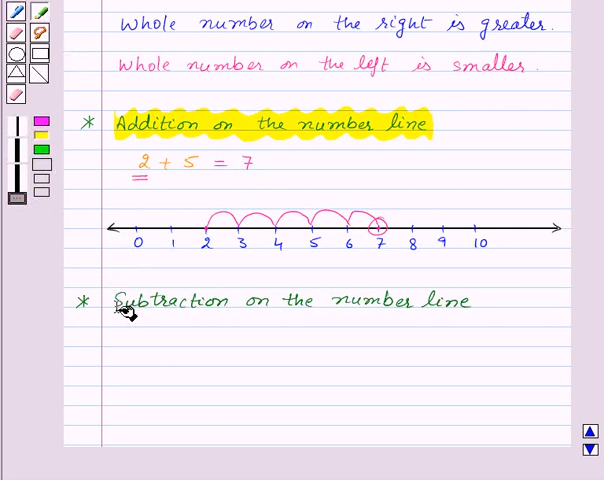 Whole number on the right is greater.
Whole number on the left is smaller.
* Addition on the number line
2 + 5 = 7
0 1 2 3 4 5 6 7 8 9 10
* Subtraction on the number line